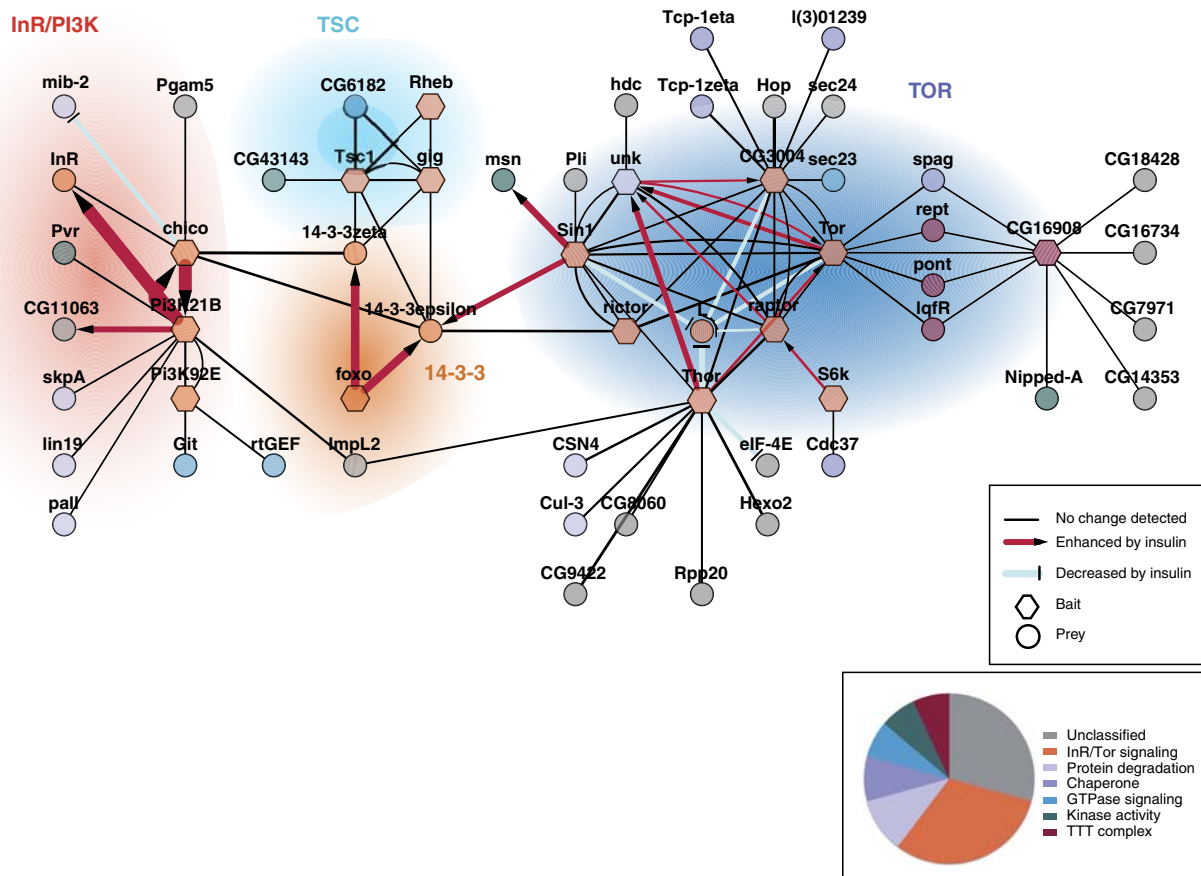 InR/PI3K
TSC
Tcp-1eta
l(3)01239
mib-2
Pgam5
CG6182
Rheb
hdc
Tcp-1zeta
Hop
sec24
TOR
InR
CG43143
Tsc1
gig
msn
Pli
unk
CG3004
sec23
spag
CG18428
Pvr
chico
14-3-3zeta
Sin1
Tor
rept
CG16908
CG16734
pont
CG11063
Pi3K21B
14-3-3epsilon
rictor
L
raptor
lqfR
CG7971
skpA
Pi3K92E
foxo
14-3-3
Thor
S6k
Nipped-A
CG14353
lin19
Git
rtGEF
ImpL2
CSN4
eIF-4E
Cdc37
pall
Cul-3
CG8060
Hexo2
CG9422
Rpp20
No change detected
Enhanced by insulin
Decreased by insulin
Bait
Prey
Unclassified
InR/Tor signaling
Protein degradation
Chaperone
GTPase signaling
Kinase activity
TTT complex